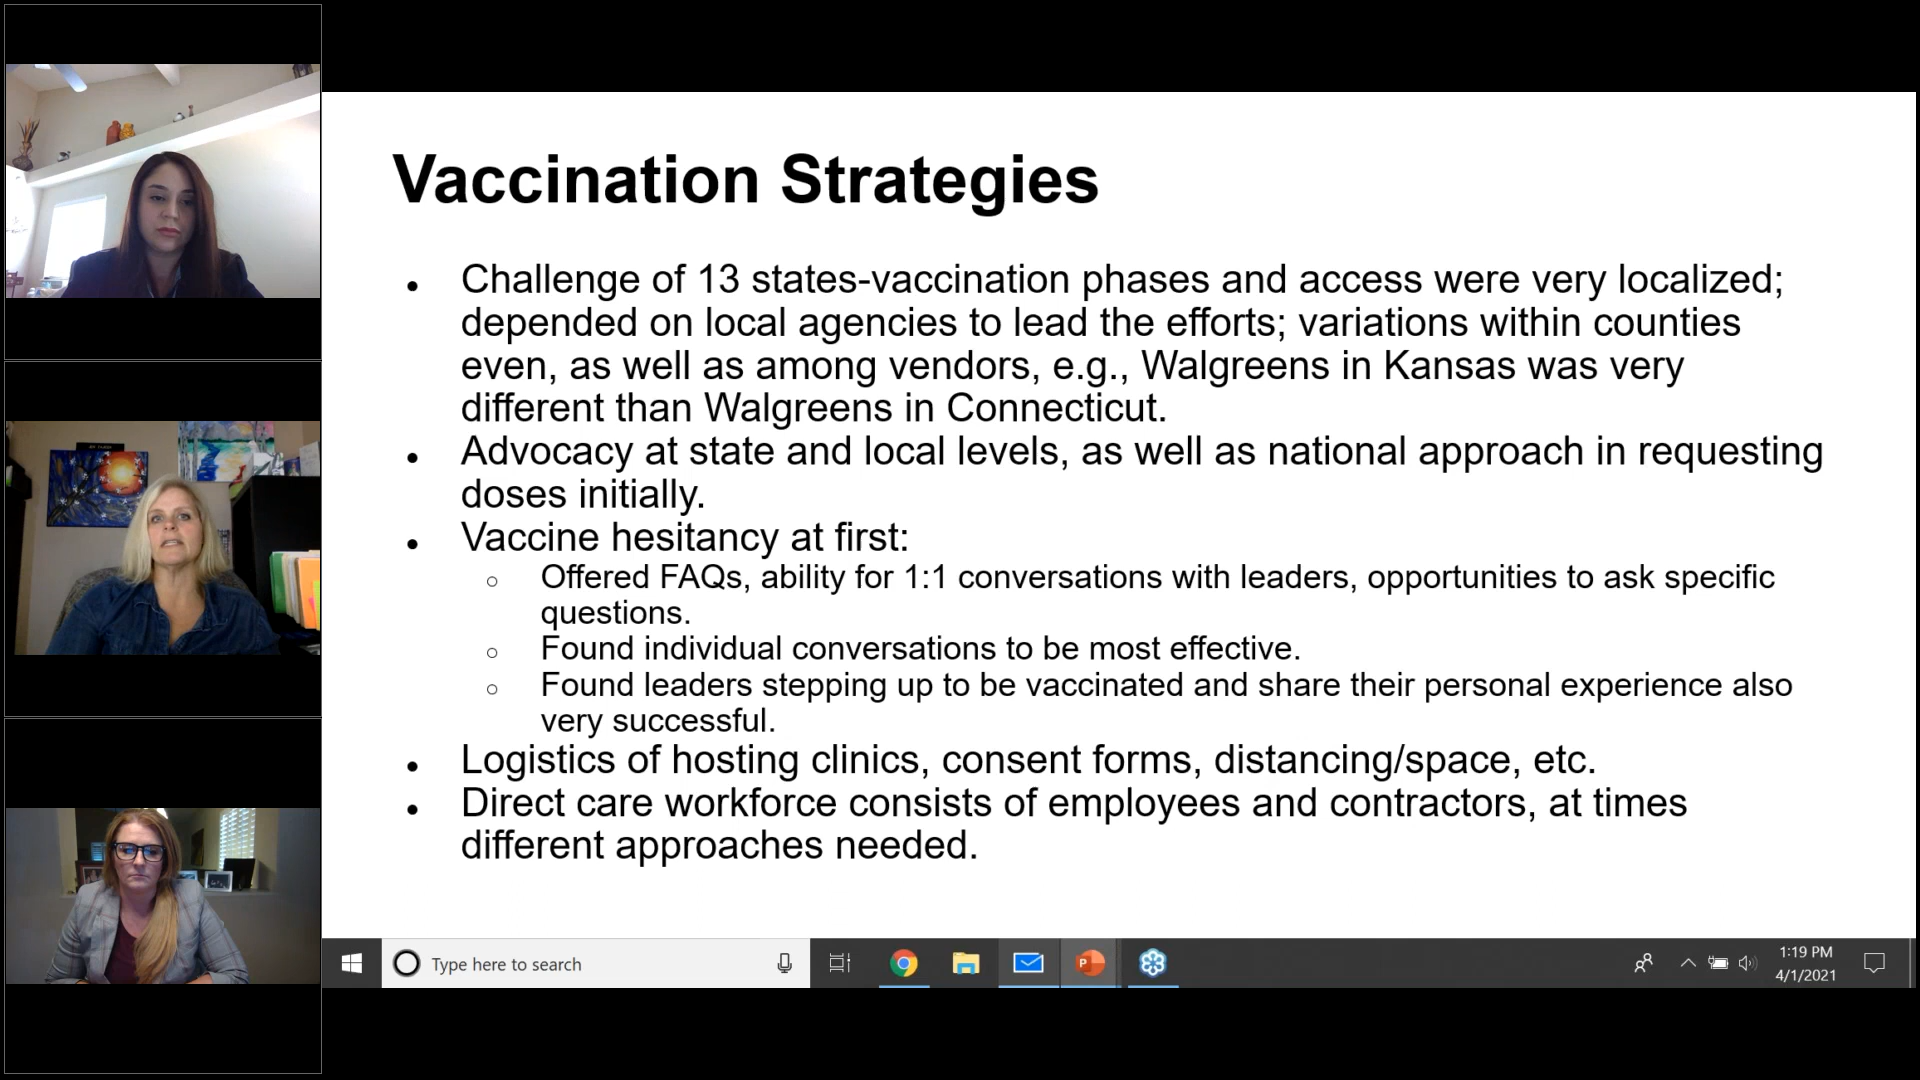 Vaccination Strategies
• Challenge of 13 states-vaccination phases and access were very localized;
depended on local agencies to lead the efforts; variations within counties
even, as well as among vendors, e.g., Walgreens in Kansas was very
different than Walgreens in Connecticut.
• Advocacy at state and local levels, as well as national approach in requesting
doses initially.
• Vaccine hesitancy at first:
○ Offered FAQs, ability for 1:1 conversations with leaders, opportunities to ask specific
questions.
○ Found individual conversations to be most effective.
○ Found leaders stepping up to be vaccinated and share their personal experience also
very successful.
• Logistics of hosting clinics, consent forms, distancing/space, etc.
• Direct care workforce consists of employees and contractors, at times
different approaches needed.
Type here to search
P
1:19 PM
4/1/2021